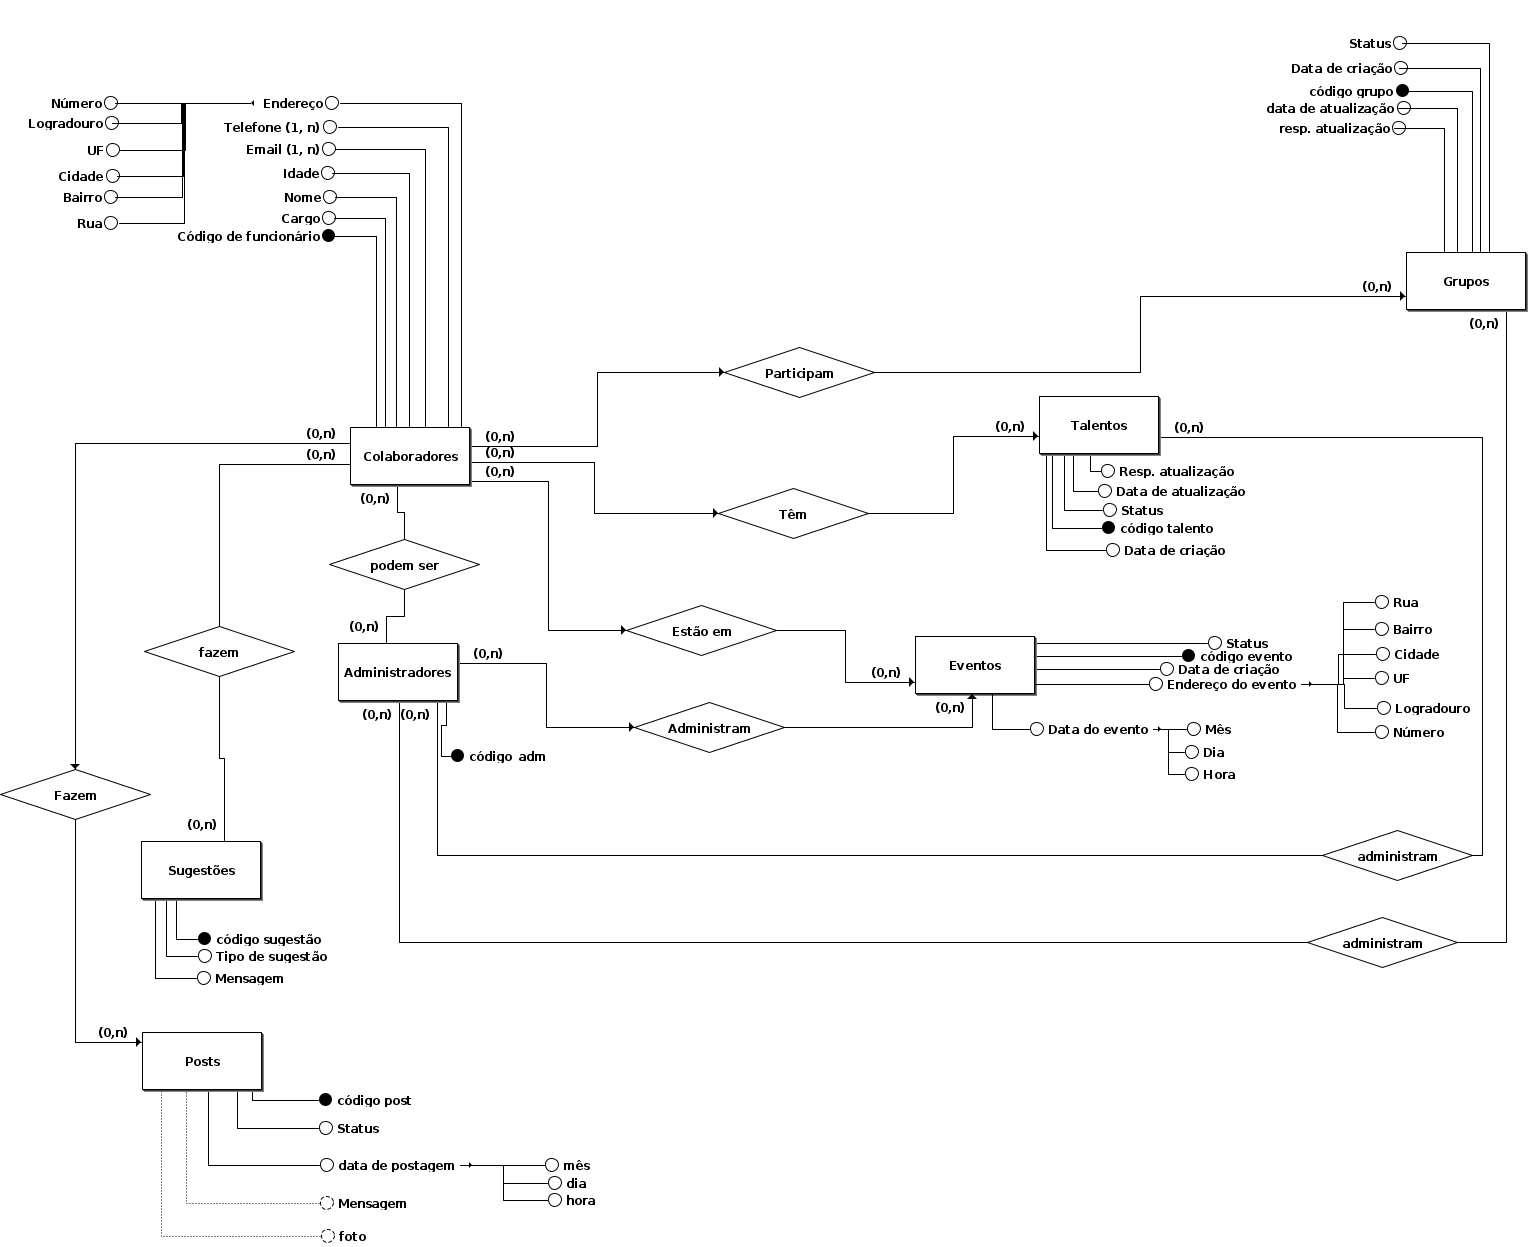 Status
Data de criação
código grupo
data de atualização
resp. atualização
Grupos
(0,n)
(0,n)
Número
Logradouro
UF
Cidade
Bairro
Rua
Endereço
Telefone (1, n)
Email (1, n)
Idade
Nome
Cargo
Código de funcionário
Colaboradores
(0,n)
(0,n)
(0,n)
(0,n)
(0,n)
(0,n)
Participam
Têm
(0,n)
Talentos
(0,n)
Resp. atualização
Data de atualização
Status
código talento
Data de criação
podem ser
(0,n)
Administradores
(0,n)
(0,n)
(0,n)
código adm
Estão em
Administram
(0,n)
(0,n)
Eventos
Status
código evento
Data de criação
Endereço do evento
Rua
Bairro
Cidade
UF
Logradouro
Número
Data do evento
Mês
Dia
Hora
administram
administram
fazem
Fazem
(0,n)
Sugestões
código sugestão
Tipo de sugestão
Mensagem
(0,n)
Posts
código post
Status
data de postagem
mês
dia
hora
Mensagem
foto